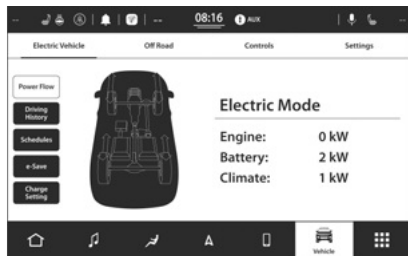 -- -- 08:16 AUX --
Electric Vehicle Off Road Controls Settings
Power Flow
Driving
History
Schedules
e-Save
Charge
Setting
Electric Mode
Engine: 0 kW
Battery: 2 kW
Climate: 1 kW
Vehicle